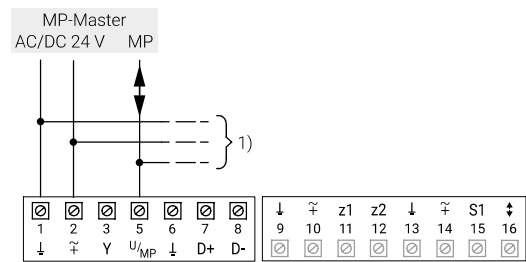 MP-Master
AC/DC 24 V MP
1)
1 2 3 5 6 7 8
⏚ ~̅ Y U/MP ⏚ D+ D-
⏚ ~̅ z1 z2 ⏚ ~̅ S1 ↕
9 10 11 12 13 14 15 16